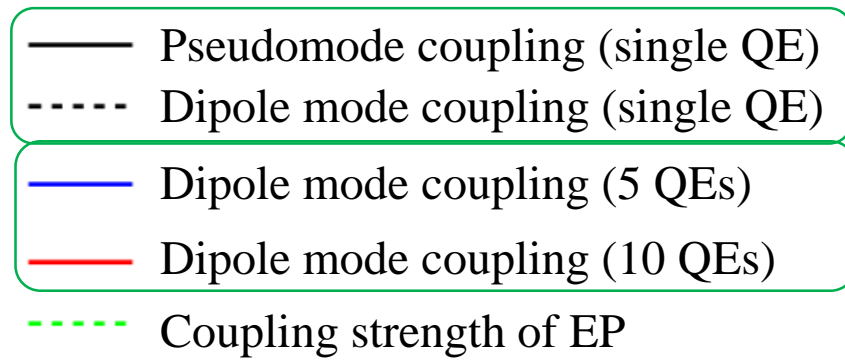 Pseudomode coupling (single QE)
Dipole mode coupling (single QE)
Dipole mode coupling (5 QEs)
Dipole mode coupling (10 QEs)
Coupling strength of EP